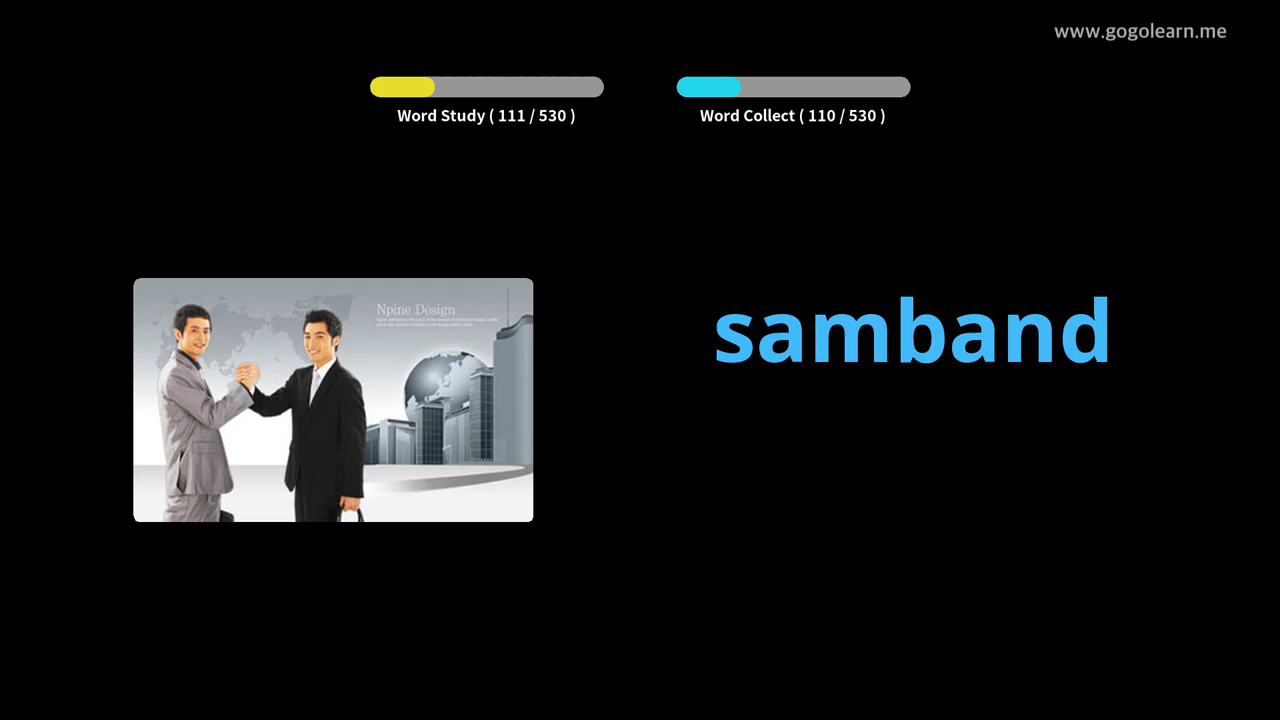 www.gogolearn.me
Word Study ( 111 / 530 )
Word Collect ( 110 / 530 )
Npine Design
samband